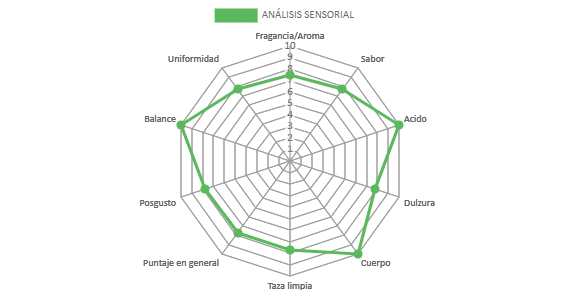 ANÁLISIS SENSORIAL
Fragancia/Aroma
10
9
8
6
5
4
3
2
1
Uniformidad
Sabor
Balance
Acido
Posgusto
Dulzura
Puntaje en general
Cuerpo
Taza limpia